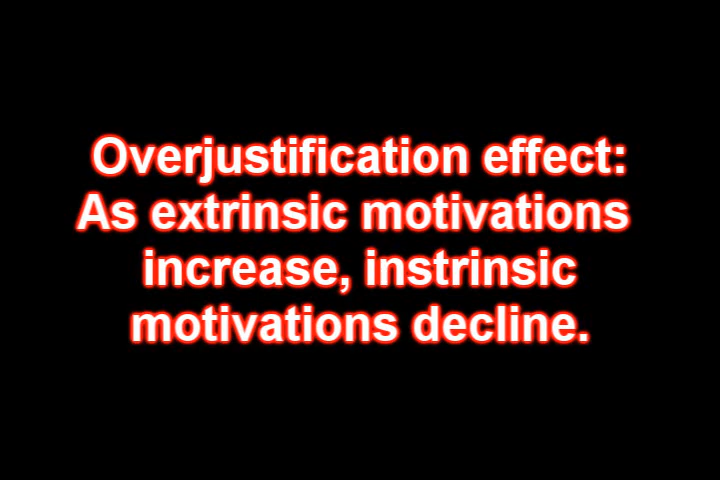 Overjustification effect:
As extrinsic motivations
increase, instrinsic
motivations decline.